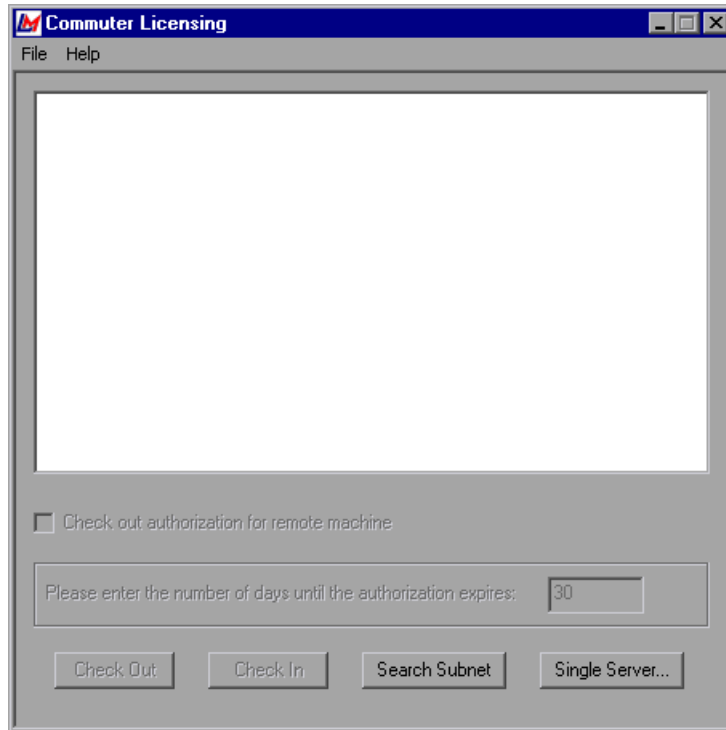 Commuter Licensing
File Help
Check out authorization for remote machine
Please enter the number of days until the authorization expires: 30
Check Out Check In Search Subnet Single Server...